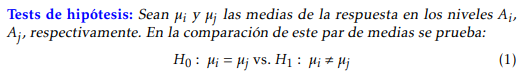 Tests de hipótesis: Sean μi y μj las medias de la respuesta en los niveles Ai,
Aj, respectivamente. En la comparación de este par de medias se prueba:
H0 : μi = μj vs. H1 : μi ≠ μj (1)